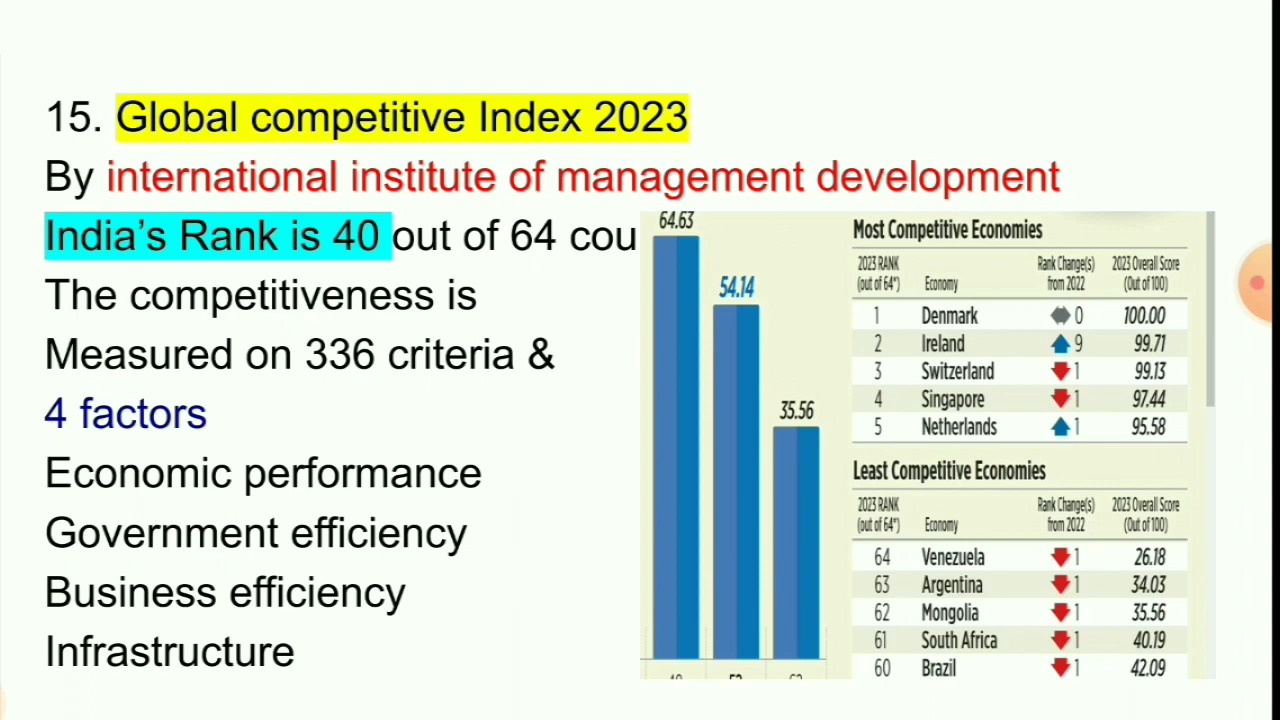 15. Global competitive Index 2023
By international institute of management development
India's Rank is 40 out of 64 cou
The competitiveness is
Measured on 336 criteria &
4 factors
Economic performance
Government efficiency
Business efficiency
Infrastructure
64.63
54.14
35.56
Most Competitive Economies
2023 RANK (out of 64*) Economy Rank Change(s) from 2022 2023 Overall Score (Out of 100)
1 Denmark 0 100.00
2 Ireland 9 99.71
3 Switzerland 1 99.13
4 Singapore 1 97.44
5 Netherlands 1 95.58
Least Competitive Economies
2023 RANK (out of 64*) Economy Rank Change(s) from 2022 2023 Overall Score (Out of 100)
64 Venezuela 1 26.18
63 Argentina 1 34.03
62 Mongolia 1 35.56
61 South Africa 1 40.19
60 Brazil 1 42.09